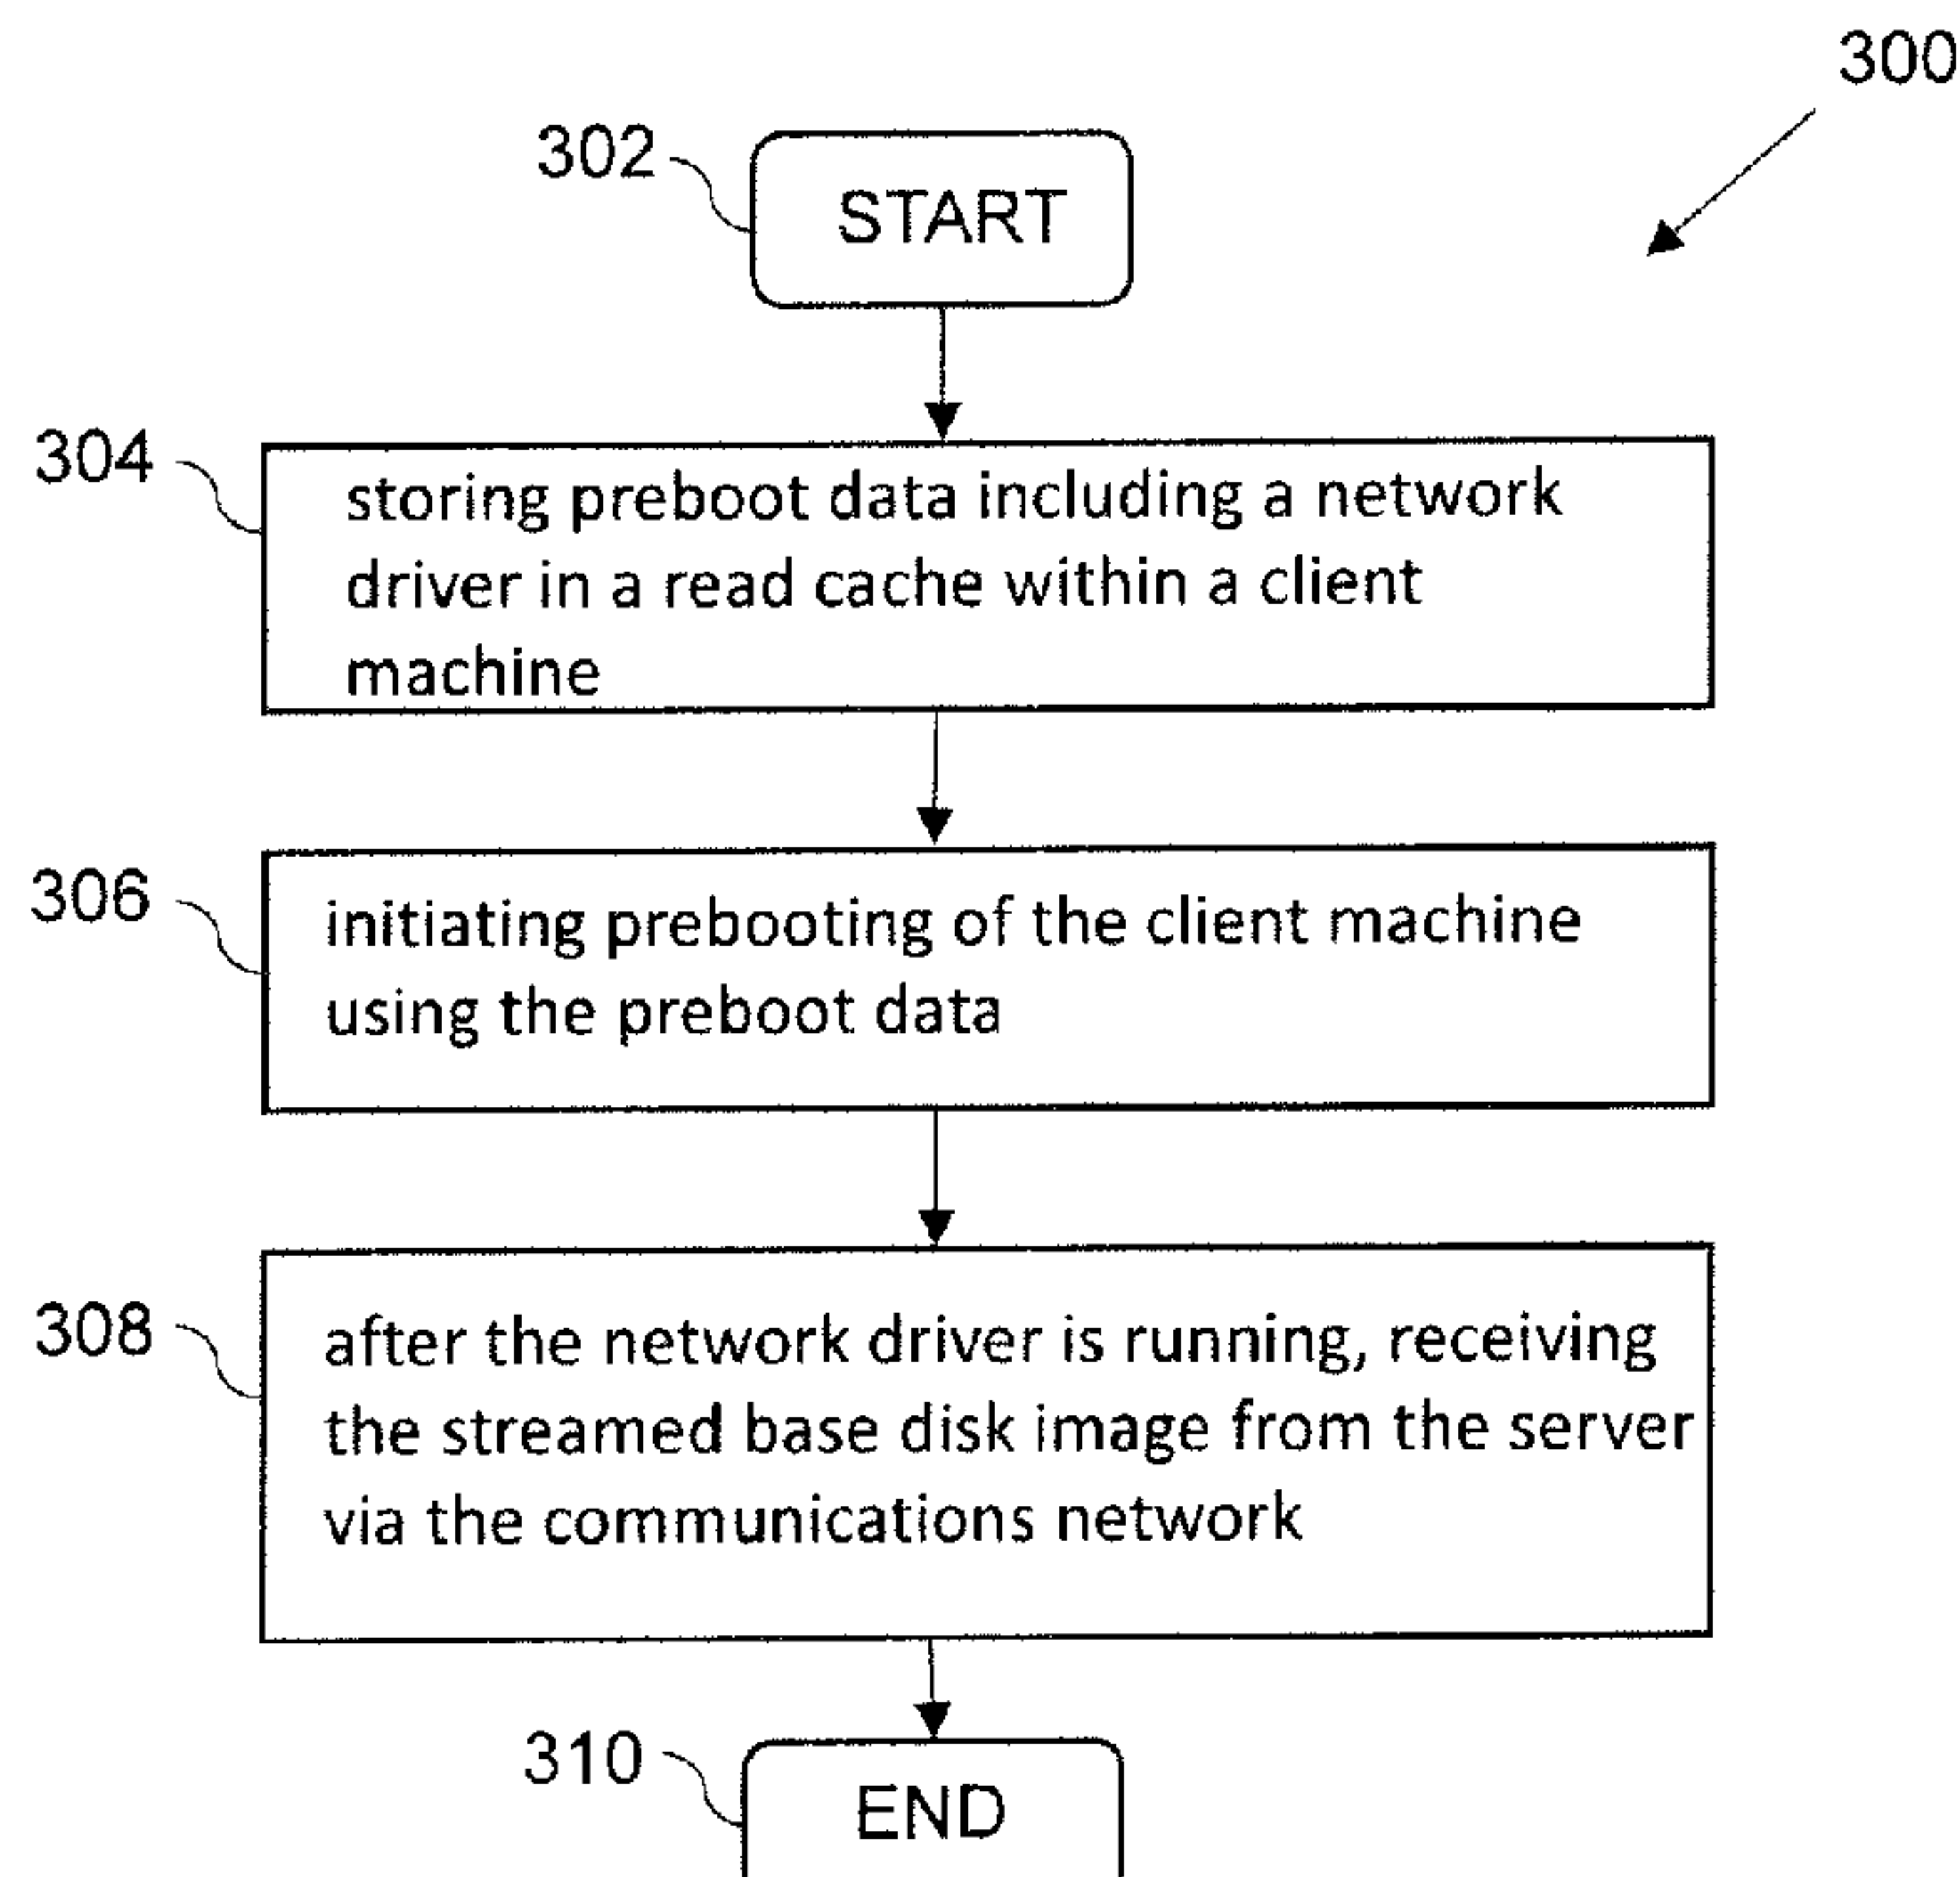 300
302
START
304
storing preboot data including a network
driver in a read cache within a client
machine
306
initiating prebooting of the client machine
using the preboot data
308
after the network driver is running, receiving
the streamed base disk image from the server
via the communications network
310
END